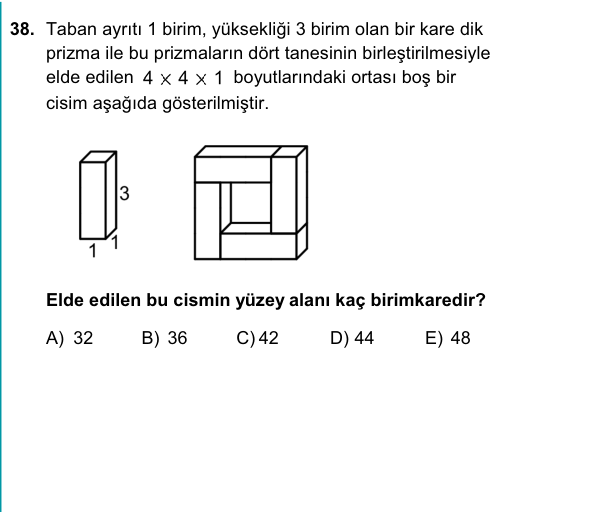 38. Taban ayrıtı 1 birim, yüksekliği 3 birim olan bir kare dik
prizma ile bu prizmaların dört tanesinin birleştirilmesiyle
elde edilen 4 × 4 × 1 boyutlarındaki ortası boş bir
cisim aşağıda gösterilmiştir.
3
1 1
Elde edilen bu cismin yüzey alanı kaç birimkaredir?
A) 32 B) 36 C) 42 D) 44 E) 48